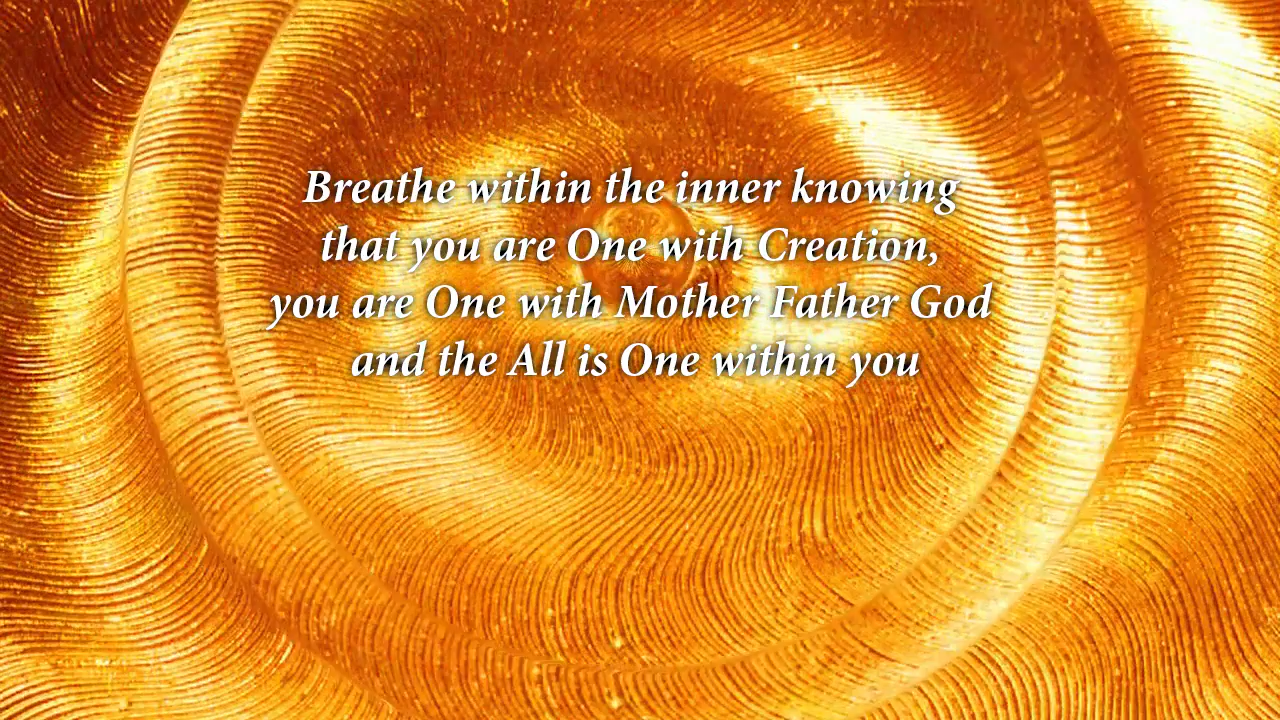 Breathe within the inner knowing
that you are One with Creation,
you are One with Mother Father God
and the All is One within you